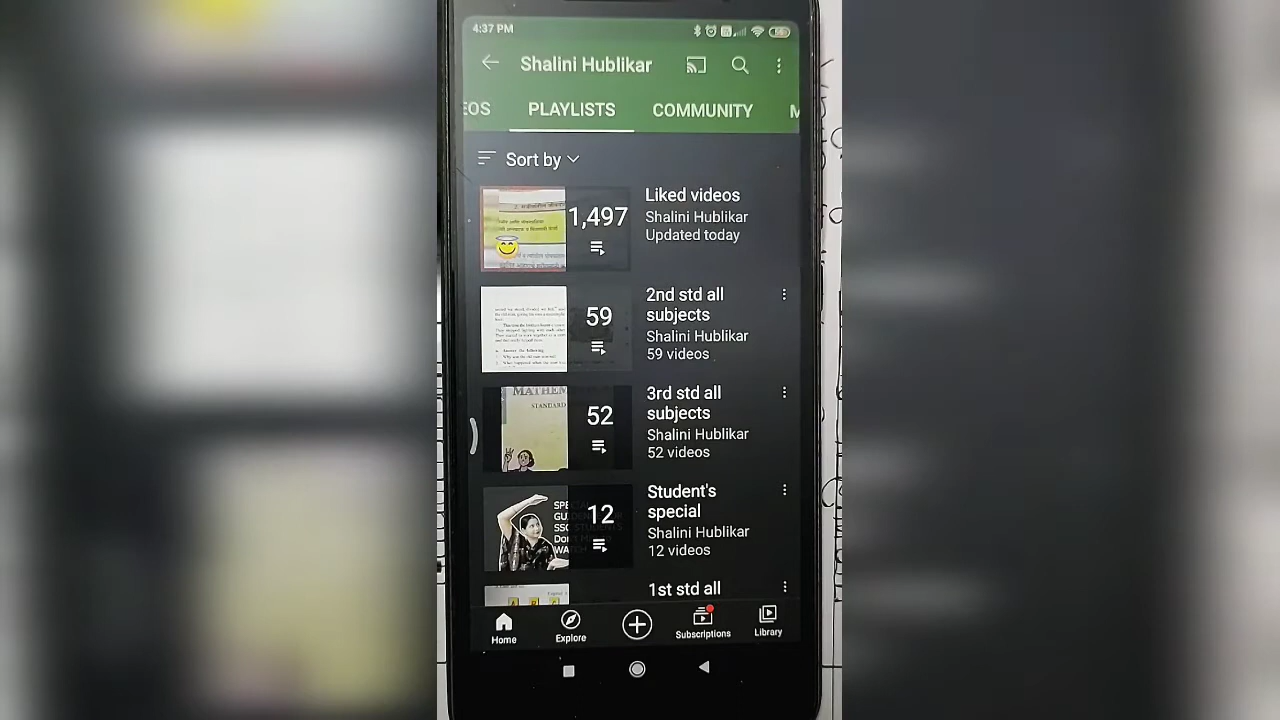 4:37 PM
Shalini Hublikar
EOS PLAYLISTS COMMUNITY M
Sort by
1,497
Liked videos
Shalini Hublikar
Updated today
59
2nd std all
subjects
Shalini Hublikar
59 videos
MATHEM
STANDARD
52
3rd std all
subjects
Shalini Hublikar
52 videos
12
Student's
special
Shalini Hublikar
12 videos
1st std all
A B C
Home Explore Subscriptions Library